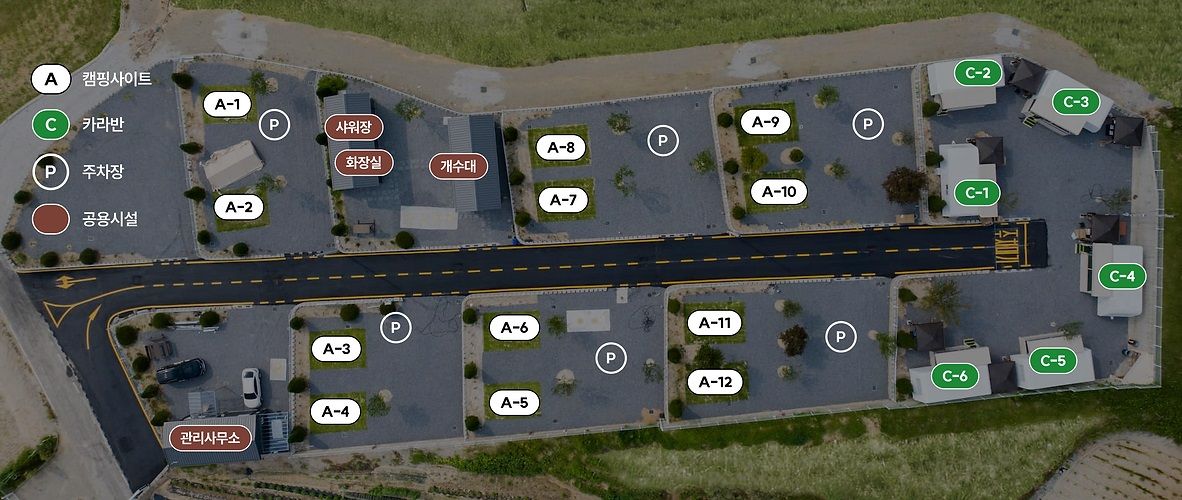 A 캠핑사이트
C 카라반
P 주차장
공용시설
A-1
P
A-2
샤워장
화장실
개수대
A-8
A-7
P
A-9
A-10
P
C-2
C-3
C-1
C-4
C-5
C-6
A-3
A-4
P
A-6
A-5
P
A-11
A-12
P
관리사무소